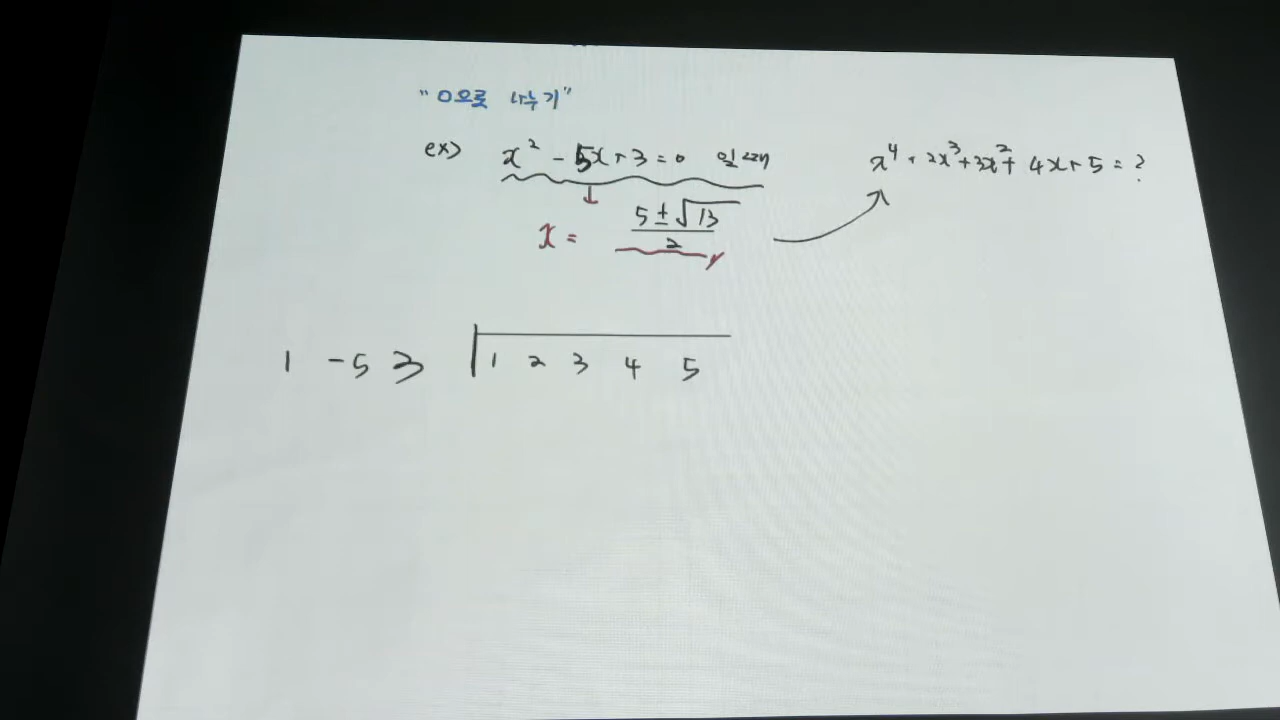 "0으로 나누기"
ex) x² - 5x + 3 = 0 일 때 x⁴ + 2x³ + 3x² + 4x + 5 = ?
x = (5 ± √13) / 2
1 -5 3 1 2 3 4 5